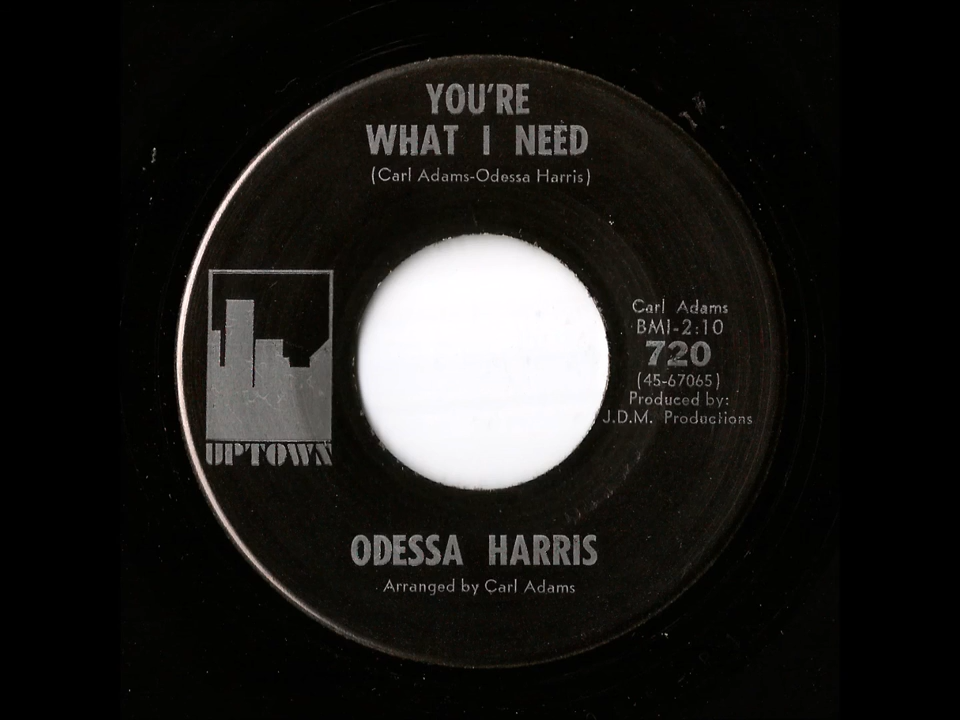 YOU'RE
WHAT I NEED
(Carl Adams-Odessa Harris)
Carl Adams
BMI-2:10
720
(45-67065)
Produced by:
J.D.M. Productions
UPTOWN
ODESSA HARRIS
Arranged by Carl Adams